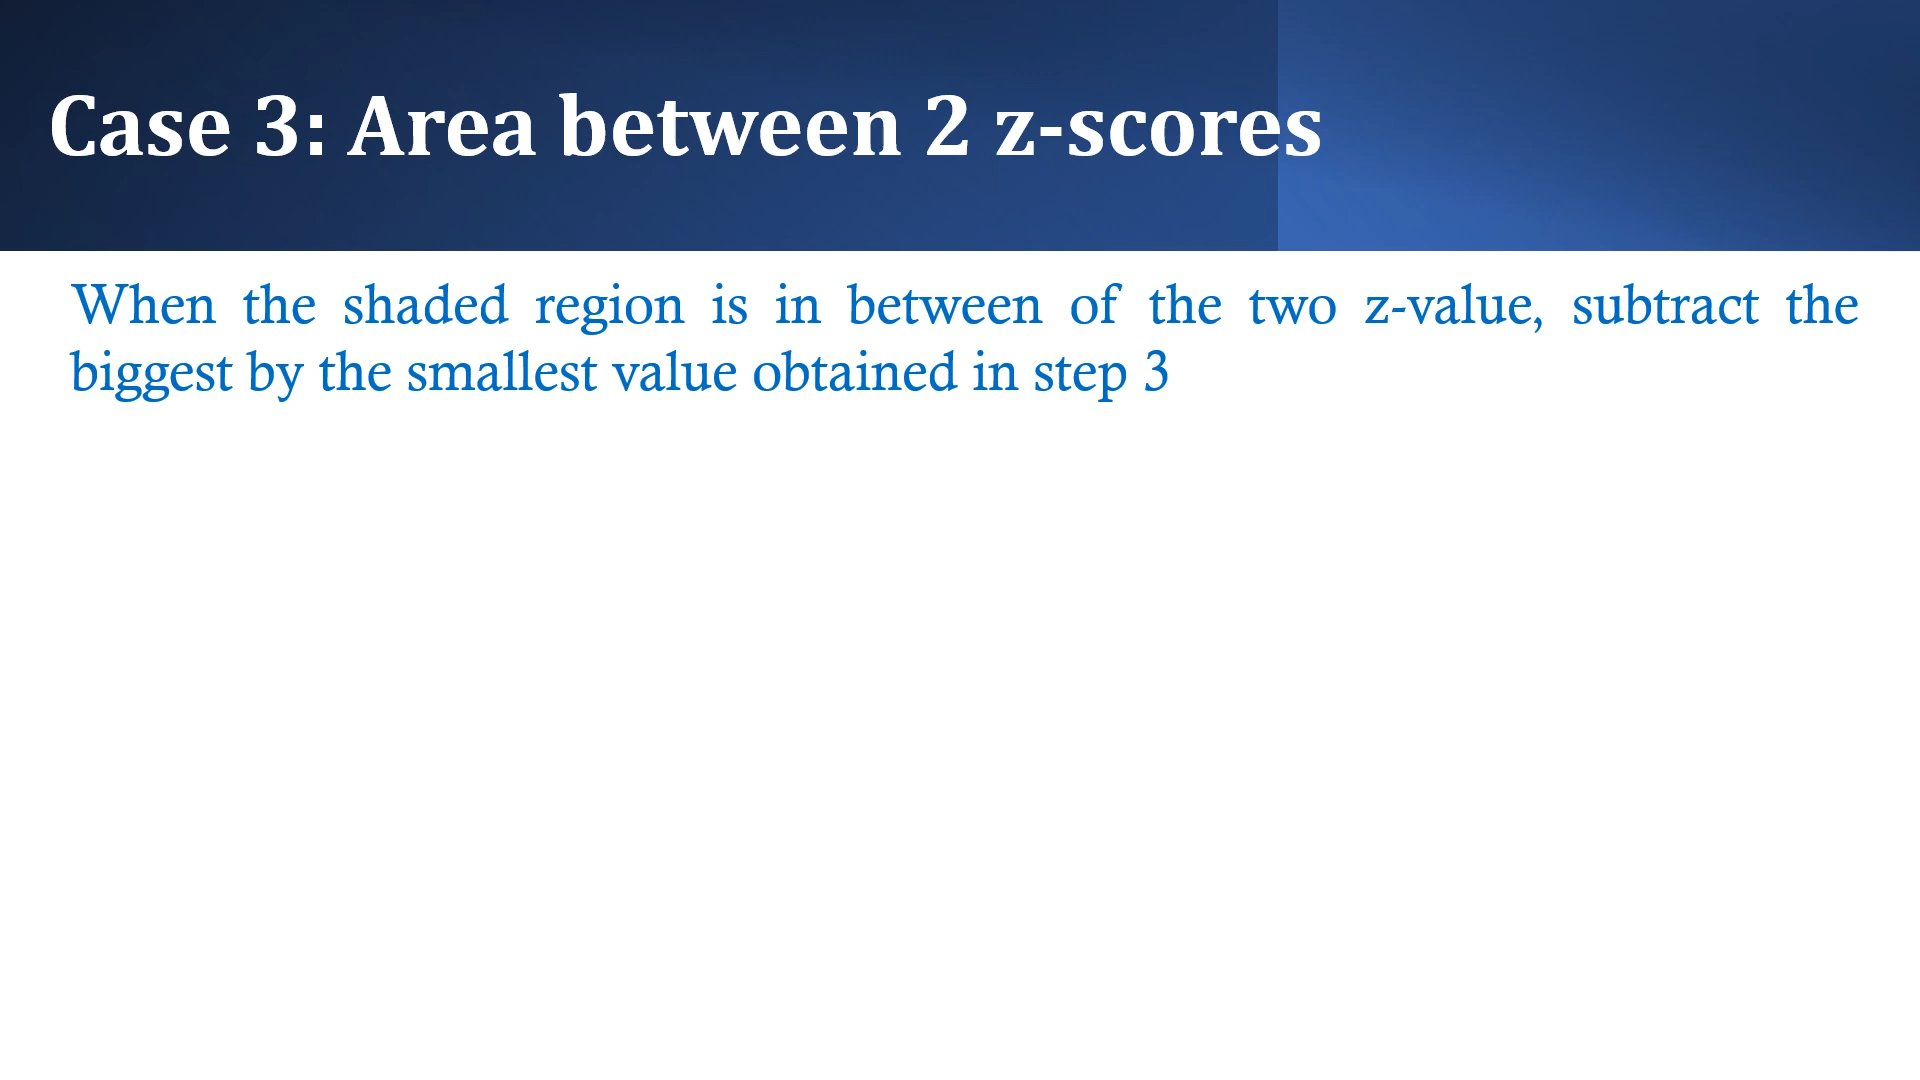 Case 3: Area between 2 z-scores
When the shaded region is in between of the two z-value, subtract the
biggest by the smallest value obtained in step 3